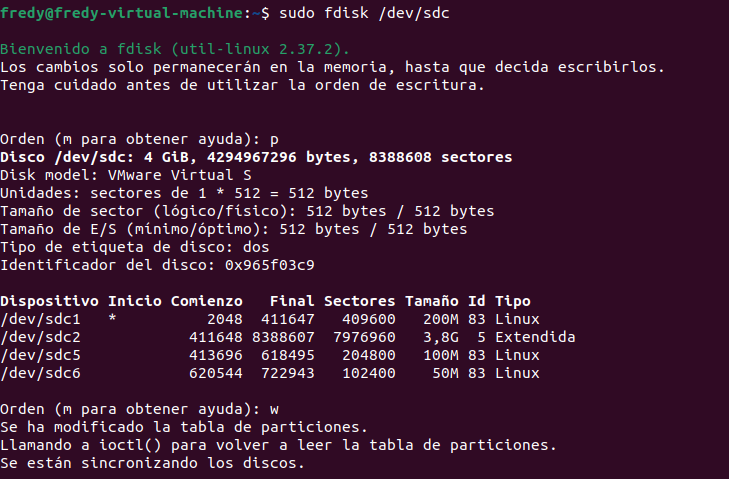 fredy@fredy-virtual-machine:~$ sudo fdisk /dev/sdc
Bienvenido a fdisk (util-linux 2.37.2).
Los cambios solo permanecerán en la memoria, hasta que decida escribirlos.
Tenga cuidado antes de utilizar la orden de escritura.
Orden (m para obtener ayuda): p
Disco /dev/sdc: 4 GiB, 4294967296 bytes, 8388608 sectores
Disk model: VMware Virtual S
Unidades: sectores de 1 * 512 = 512 bytes
Tamaño de sector (lógico/físico): 512 bytes / 512 bytes
Tamaño de E/S (mínimo/óptimo): 512 bytes / 512 bytes
Tipo de etiqueta de disco: dos
Identificador del disco: 0x965f03c9
Dispositivo Inicio Comienzo   Final Sectores Tamaño Id Tipo
/dev/sdc1   *          2048  411647   409600   200M 83 Linux
/dev/sdc2            411648 8388607  7976960   3,8G  5 Extendida
/dev/sdc5            413696  618495   204800   100M 83 Linux
/dev/sdc6            620544  722943   102400    50M 83 Linux
Orden (m para obtener ayuda): w
Se ha modificado la tabla de particiones.
Llamando a ioctl() para volver a leer la tabla de particiones.
Se están sincronizando los discos.